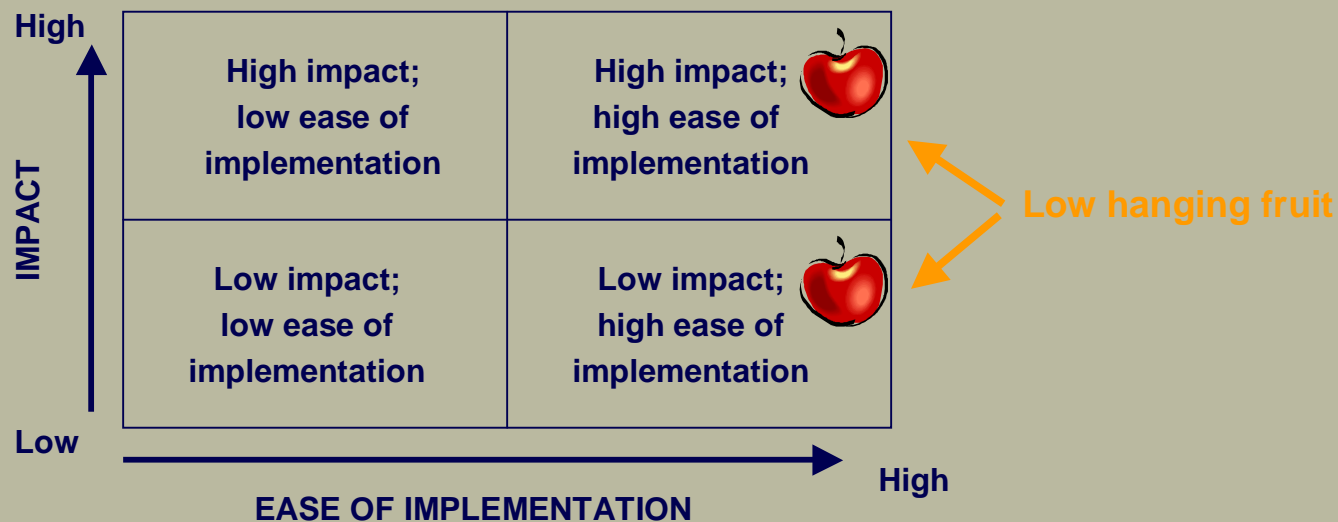 High
High impact;
low ease of
implementation
High impact;
high ease of
implementation
IMPACT
Low hanging fruit
Low impact;
low ease of
implementation
Low impact;
high ease of
implementation
Low
High
EASE OF IMPLEMENTATION